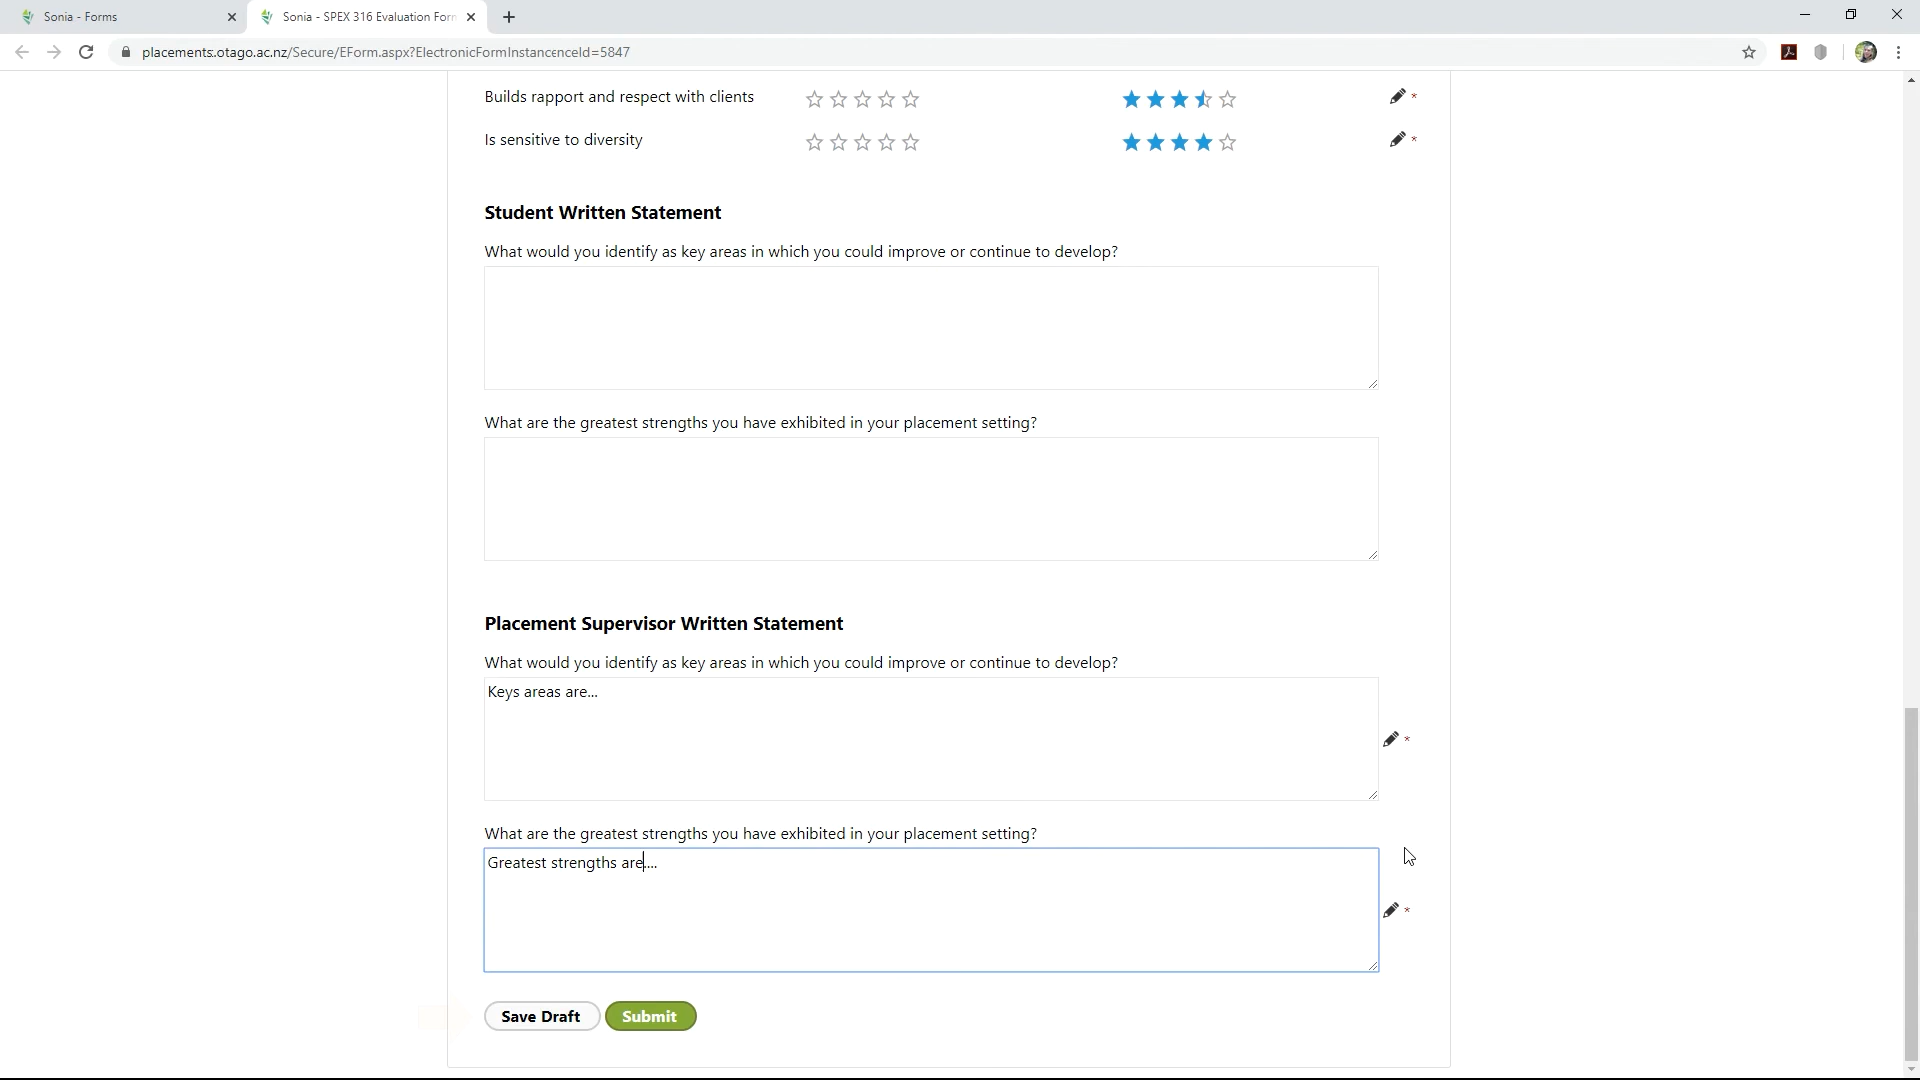 Sonia - Forms
Sonia - SPEX 316 Evaluation Form
placements.otago.ac.nz/Secure/EForm.aspx?ElectronicFormInstancenceId=5847
Builds rapport and respect with clients
*
Is sensitive to diversity
*
Student Written Statement
What would you identify as key areas in which you could improve or continue to develop?
What are the greatest strengths you have exhibited in your placement setting?
Placement Supervisor Written Statement
What would you identify as key areas in which you could improve or continue to develop?
Keys areas are...
*
What are the greatest strengths you have exhibited in your placement setting?
Greatest strengths are....
*
Save Draft
Submit